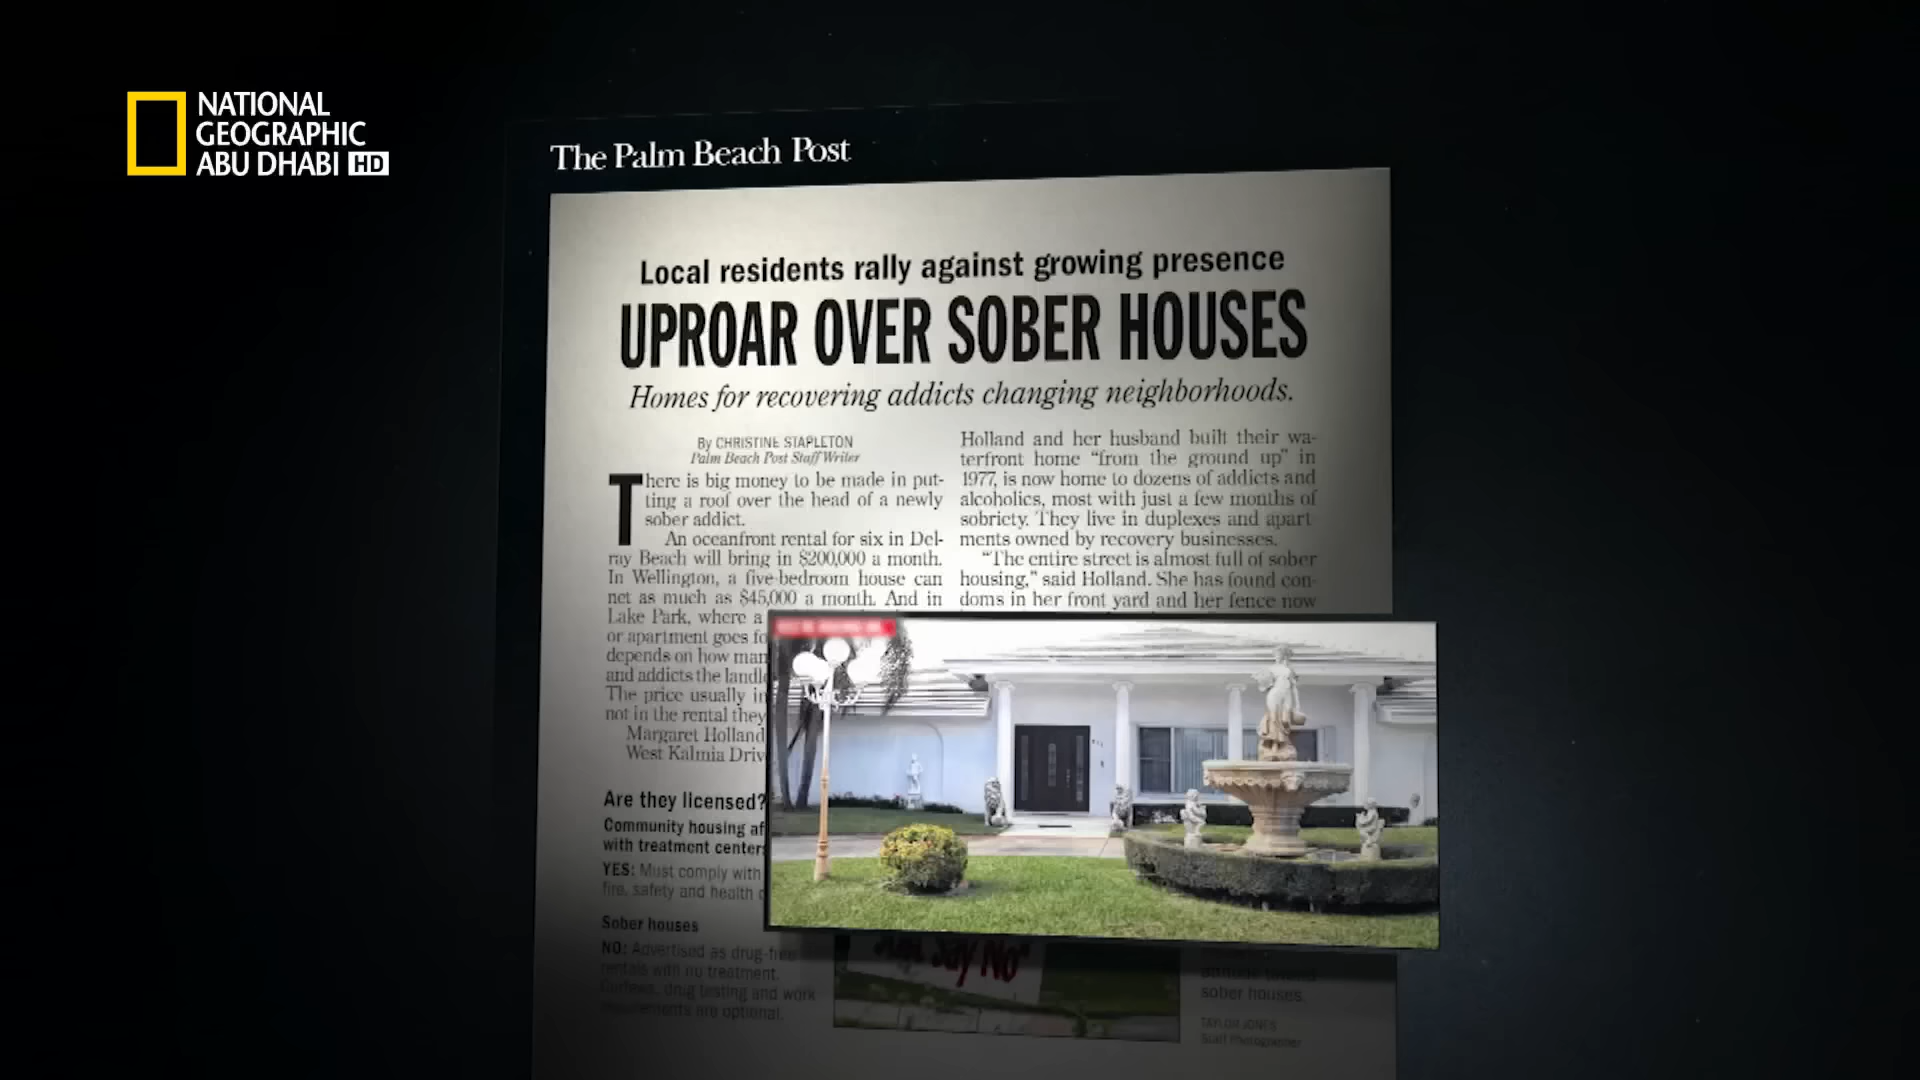 NATIONAL
GEOGRAPHIC
ABU DHABI HD
The Palm Beach Post
Local residents rally against growing presence
UPROAR OVER SOBER HOUSES
Homes for recovering addicts changing neighborhoods.
By CHRISTINE STAPLETON
Palm Beach Post Staff Writer
There is big money to be made in put-
ting a roof over the head of a newly
sober addict.
An oceanfront rental for six in Del-
ray Beach will bring in $200,000 a month.
In Wellington, a five-bedroom house can
net as much as $45,000 a month. And in
Lake Park, where a
or apartment goes fo
depends on how man
and addicts the landl
The price usually in
not in the rental they
Margaret Holland
West Kalmia Driv
Are they licensed?
Community housing af
with treatment center
YES: Must comply with
fire, safety and health
Sober houses
NO: Advertised as drug-free
rentals with no treatment.
Curfews, drug testing and work
requirements are optional.
Holland and her husband built their wa-
terfront home “from the ground up” in
1977, is now home to dozens of addicts and
alcoholics, most with just a few months of
sobriety. They live in duplexes and apart-
ments owned by recovery businesses.
“The entire street is almost full of sober
housing,” said Holland. She has found con-
doms in her front yard and her fence now
Say No"
sober houses.
TAYLOR JONES
Staff Photographer